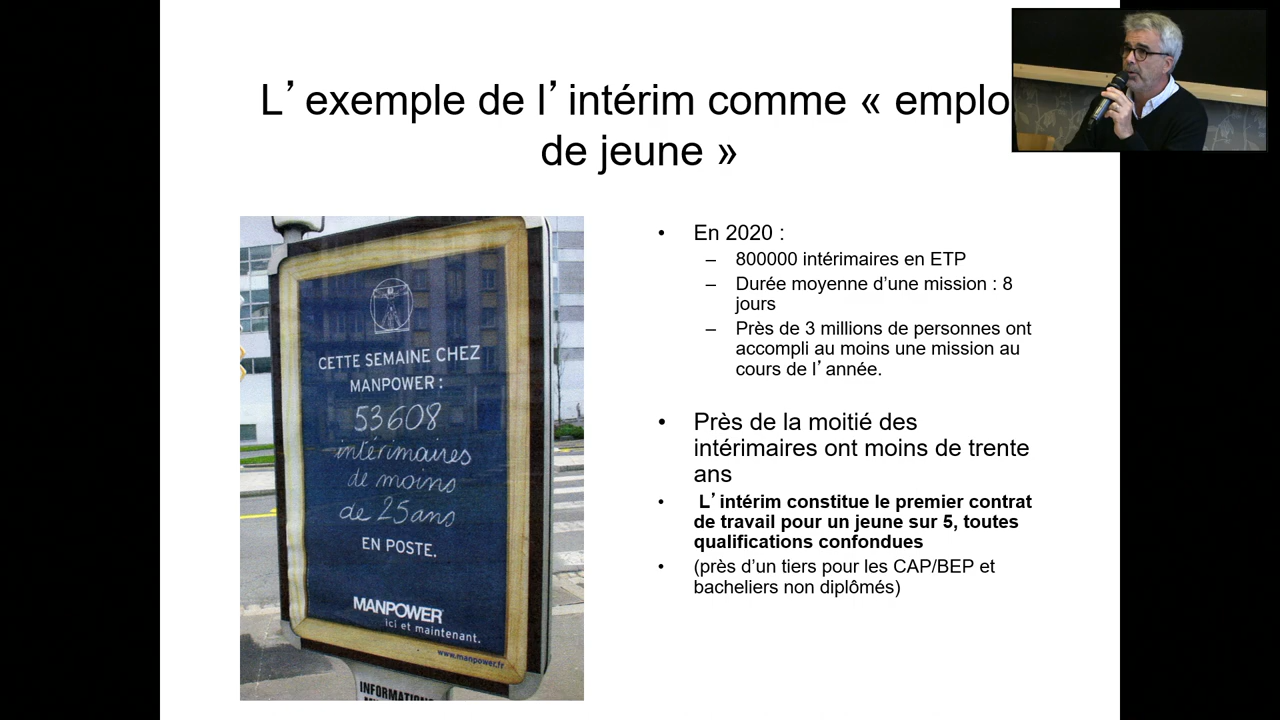 L’exemple de l’intérim comme « emplo
de jeune »
CETTE SEMAINE CHEZ
MANPOWER :
53608
intérimaires
de moins
de 25 ans
EN POSTE.
MANPOWER
ici et maintenant.
www.manpower.fr
INFORMATIONS
• En 2020 :
– 800000 intérimaires en ETP
– Durée moyenne d’une mission : 8
jours
– Près de 3 millions de personnes ont
accompli au moins une mission au
cours de l’année.
• Près de la moitié des
intérimaires ont moins de trente
ans
• L’intérim constitue le premier contrat
de travail pour un jeune sur 5, toutes
qualifications confondues
• (près d’un tiers pour les CAP/BEP et
bacheliers non diplômés)